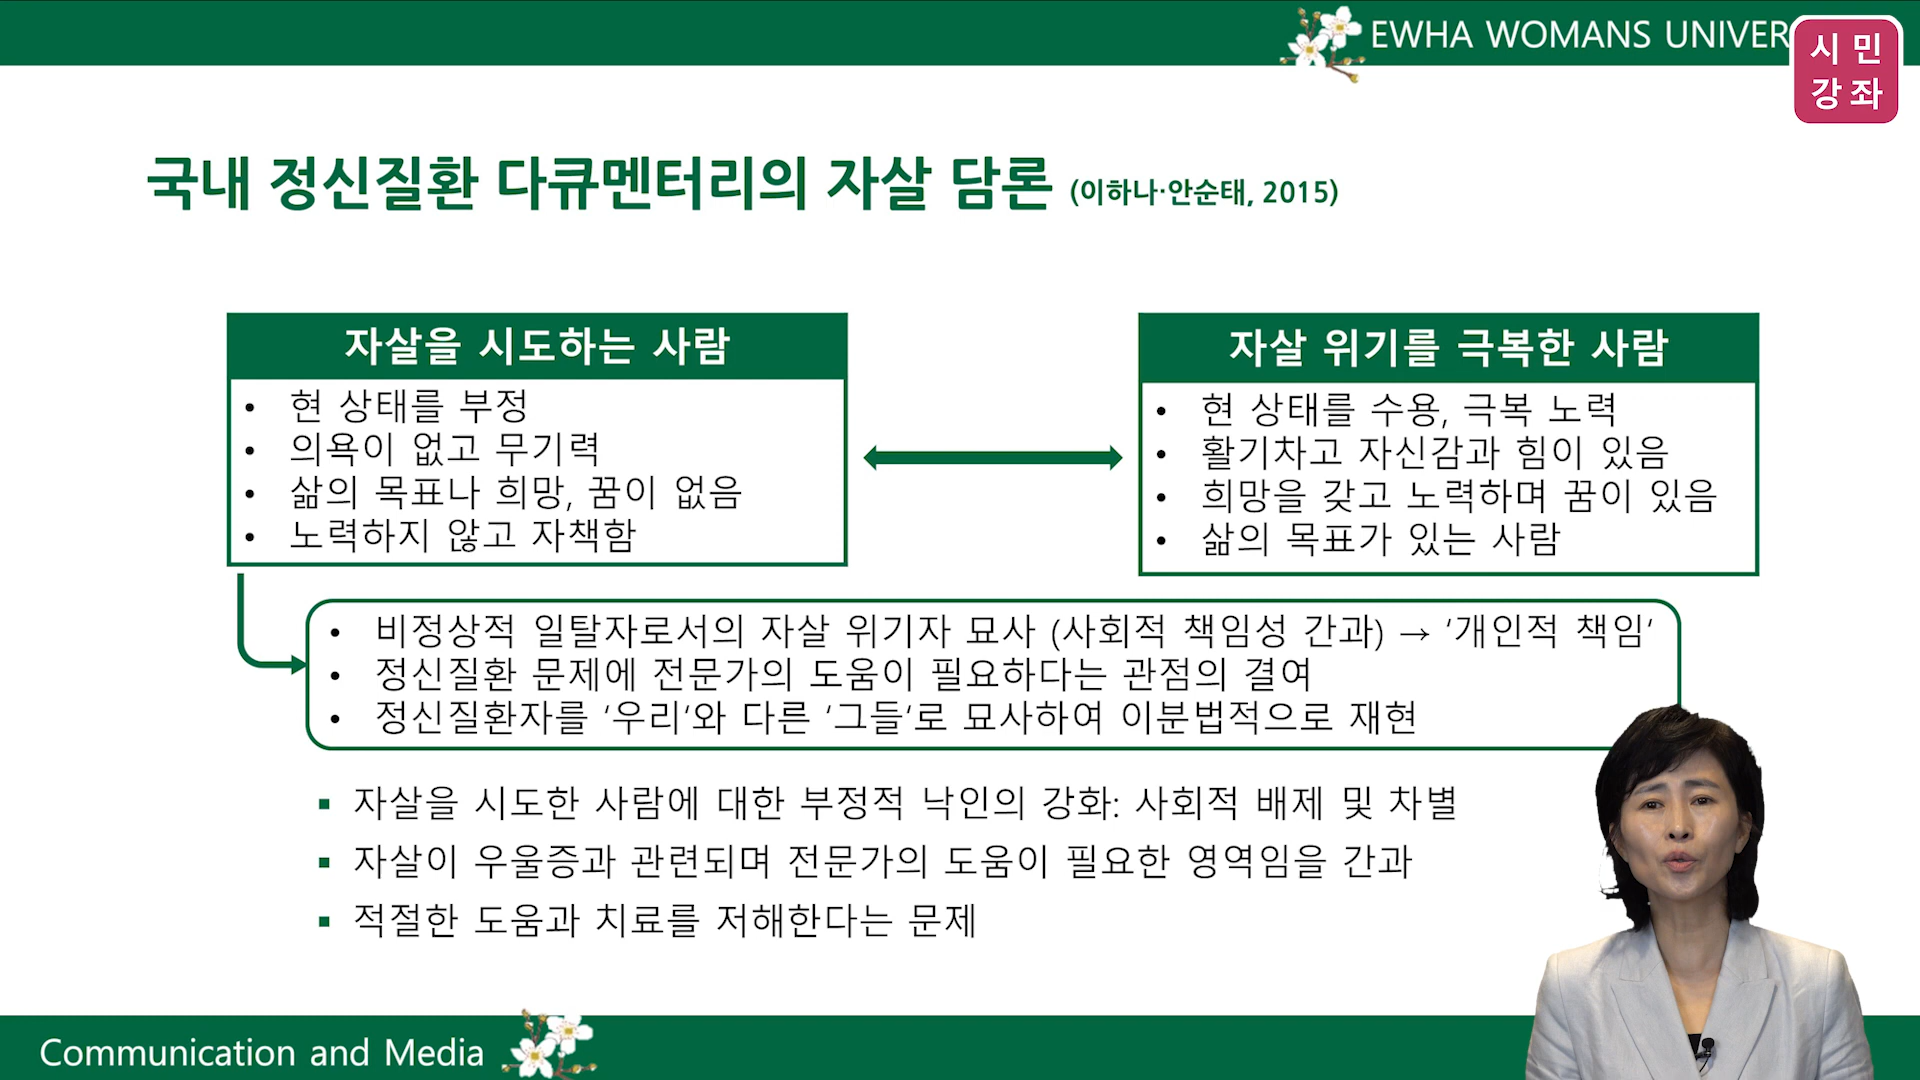 EWHA WOMANS UNIVER
시민
강좌
국내 정신질환 다큐멘터리의 자살 담론 (이하나·안순태, 2015)
자살을 시도하는 사람
• 현 상태를 부정
• 의욕이 없고 무기력
• 삶의 목표나 희망, 꿈이 없음
• 노력하지 않고 자책함
자살 위기를 극복한 사람
• 현 상태를 수용, 극복 노력
• 활기차고 자신감과 힘이 있음
• 희망을 갖고 노력하며 꿈이 있음
• 삶의 목표가 있는 사람
• 비정상적 일탈자로서의 자살 위기자 묘사 (사회적 책임성 간과) → ‘개인적 책임’
• 정신질환 문제에 전문가의 도움이 필요하다는 관점의 결여
• 정신질환자를 ‘우리’와 다른 ‘그들’로 묘사하여 이분법적으로 재현
▪ 자살을 시도한 사람에 대한 부정적 낙인의 강화: 사회적 배제 및 차별
▪ 자살이 우울증과 관련되며 전문가의 도움이 필요한 영역임을 간과
▪ 적절한 도움과 치료를 저해한다는 문제
Communication and Media